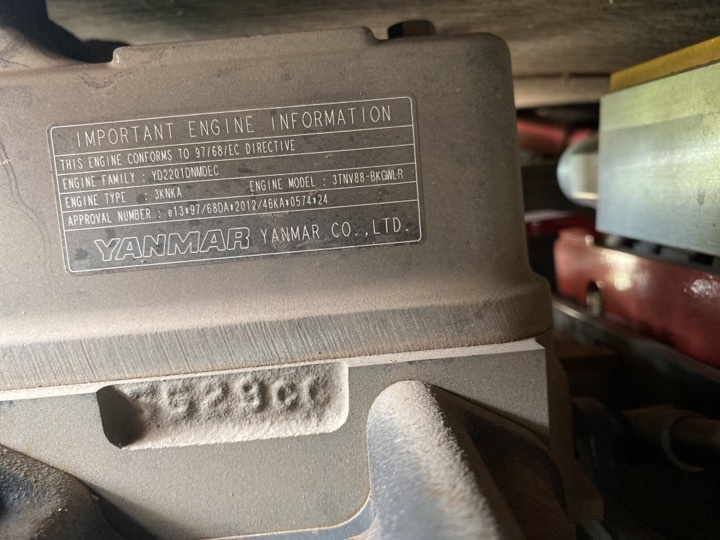 IMPORTANT ENGINE INFORMATION
THIS ENGINE CONFORMS TO 97/68/EC DIRECTIVE
ENGINE FAMILY : YD2201DNMDEC
ENGINE TYPE : 3KNKA ENGINE MODEL : 3TNV88-BKGWLR
APPROVAL NUMBER : e13*97/68DA*2012/46KA*0574*24
YANMAR YANMAR CO.,LTD.